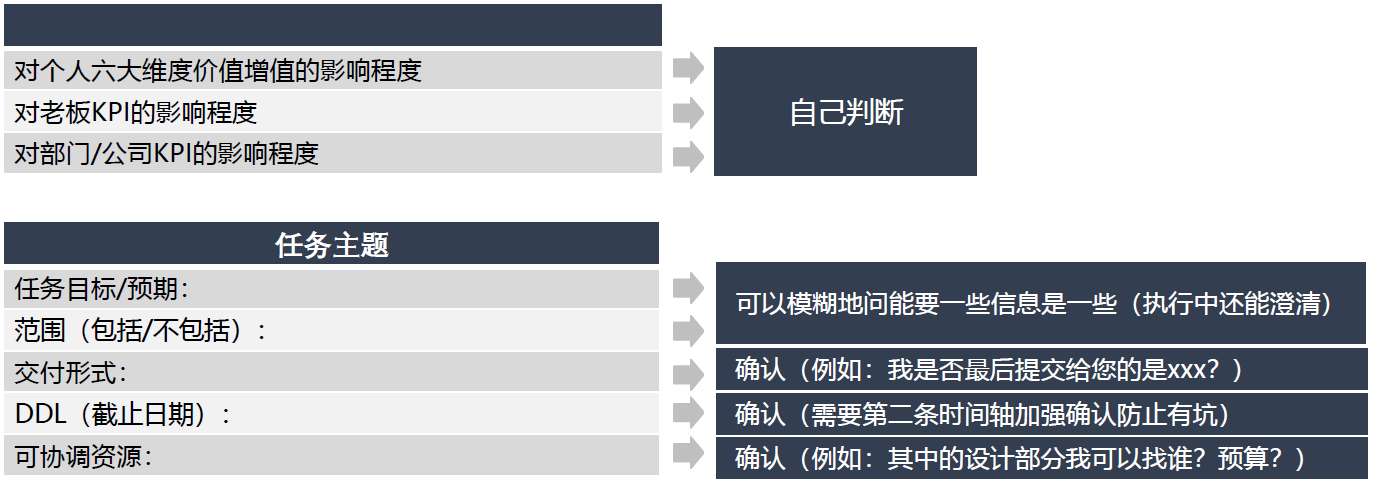 对个人六大维度价值增值的影响程度
对老板KPI的影响程度
对部门/公司KPI的影响程度
自己判断
任务主题
任务目标/预期：
范围（包括/不包括）：
交付形式：
DDL（截止日期）：
可协调资源：
可以模糊地问能要一些信息是一些（执行中还能澄清）
确认（例如：我是否最后提交给您的是xxx？）
确认（需要第二条时间轴加强确认防止有坑）
确认（例如：其中的设计部分我可以找谁？预算？）